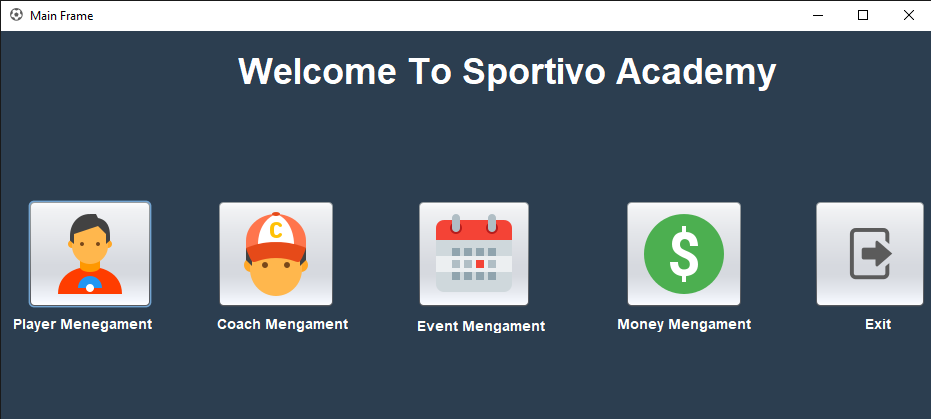 Main Frame
Welcome To Sportivo Academy
C
Player Menegament
Coach Mengament
Event Mengament
Money Mengament
Exit